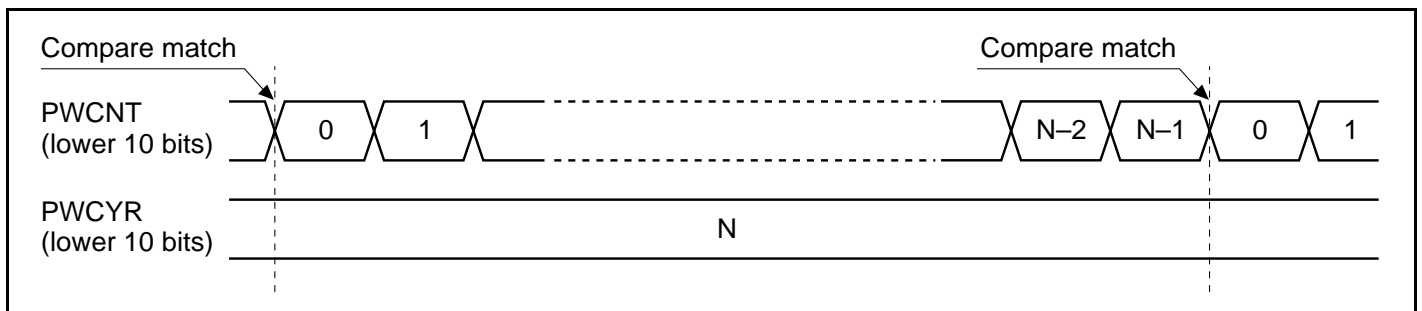 Compare match Compare match
PWCNT
(lower 10 bits)
0 1 N–2 N–1 0 1
PWCYR
(lower 10 bits)
N